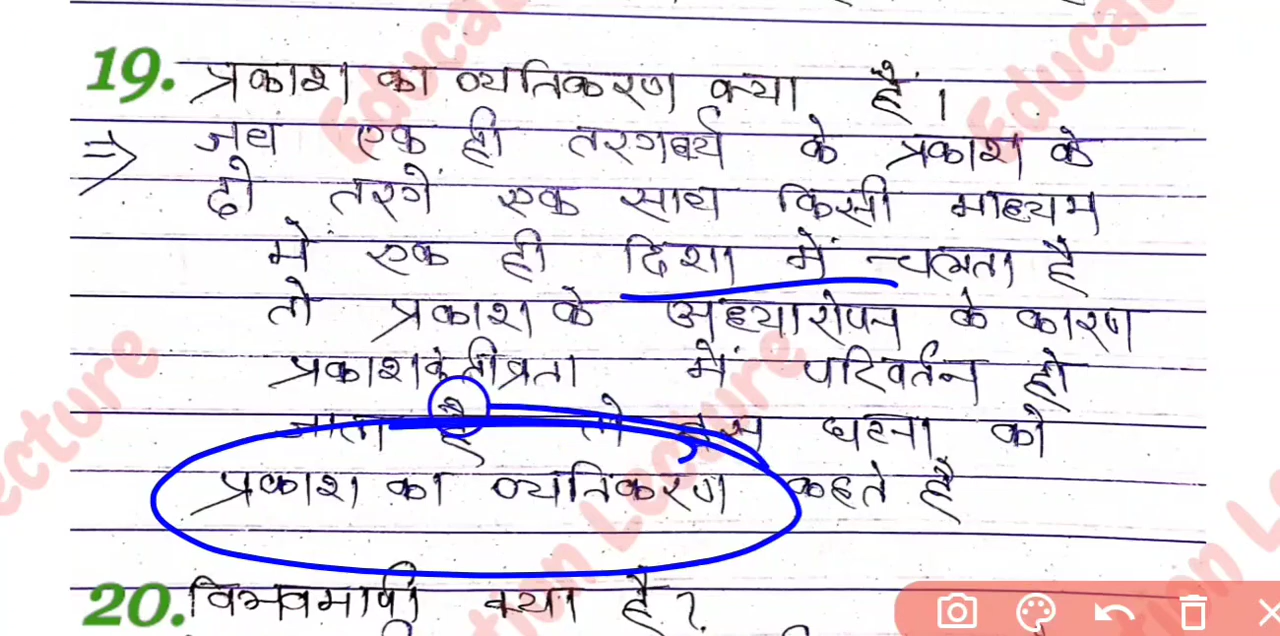 19. प्रकाश का व्यतिकरण क्या है।
⇒ जब एक ही तरंगदैर्ध्य के प्रकाश के
दो तरंगें एक साथ किसी माध्यम
में एक ही दिशा में चलता है
तो प्रकाश के अध्यारोपन के कारण
प्रकाश के तीव्रता में परिवर्तन हो
जाता है तो इस घटना को
प्रकाश का व्यतिकरण कहते है
20. विभवमापी क्या है?